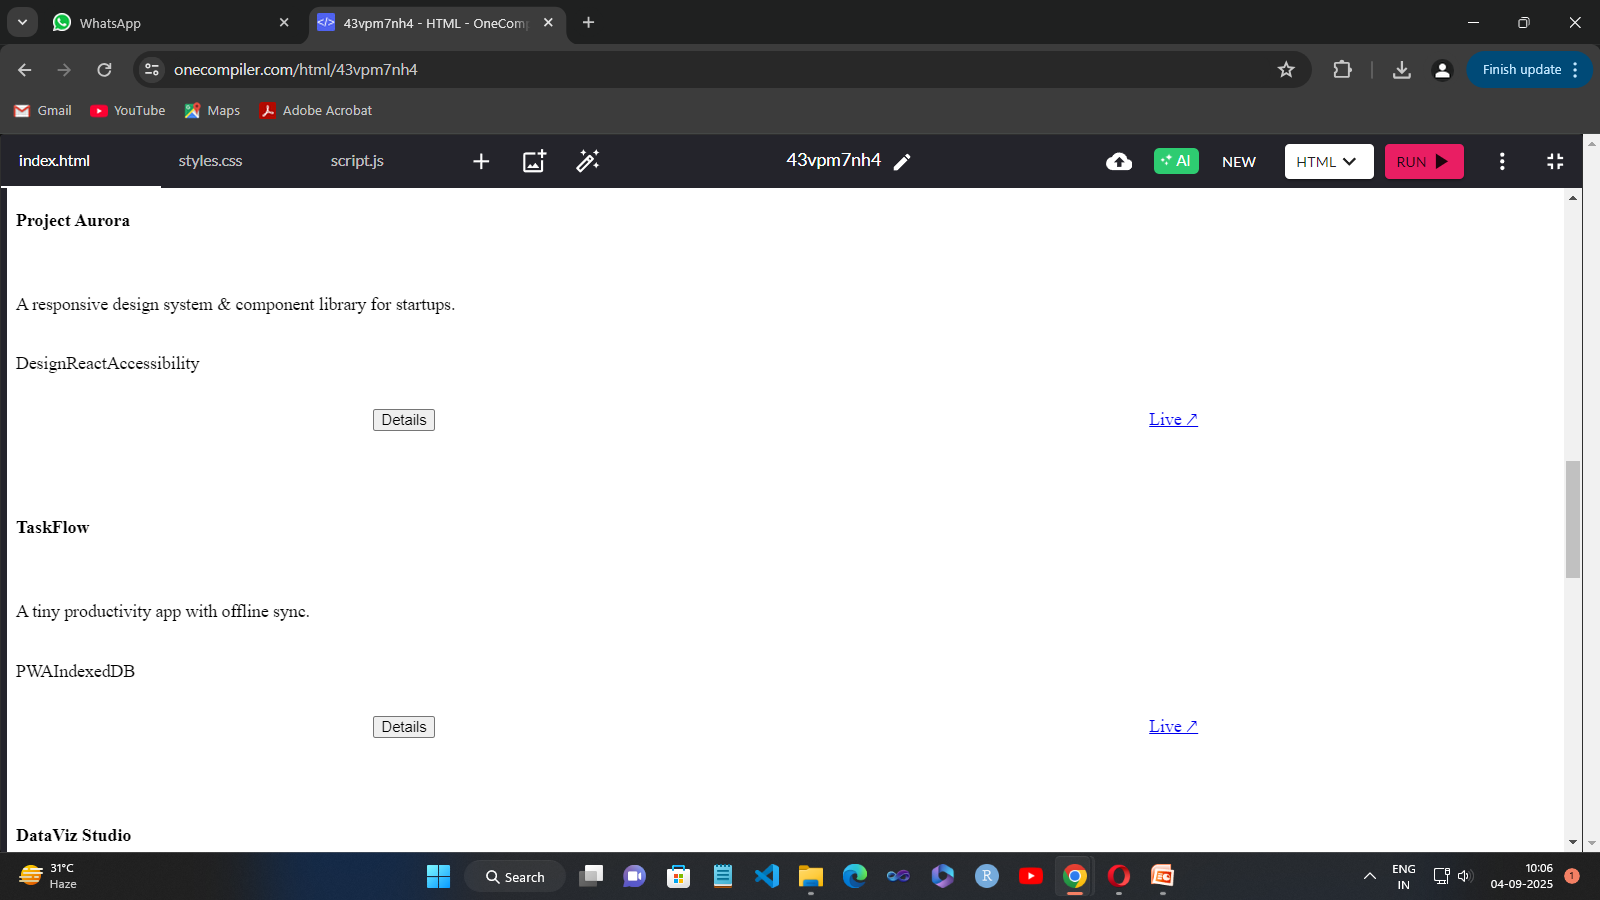 WhatsApp
43vpm7nh4 - HTML - OneComp
onecompiler.com/html/43vpm7nh4
Finish update
Gmail
YouTube
Maps
Adobe Acrobat
index.html
styles.css
script.js
43vpm7nh4
AI
NEW
HTML
RUN
Project Aurora
A responsive design system & component library for startups.
DesignReactAccessibility
Details
Live ↗
TaskFlow
A tiny productivity app with offline sync.
PWAIndexedDB
Details
Live ↗
DataViz Studio
31°C
Haze
Search
R
ENG
IN
10:06
04-09-2025
1